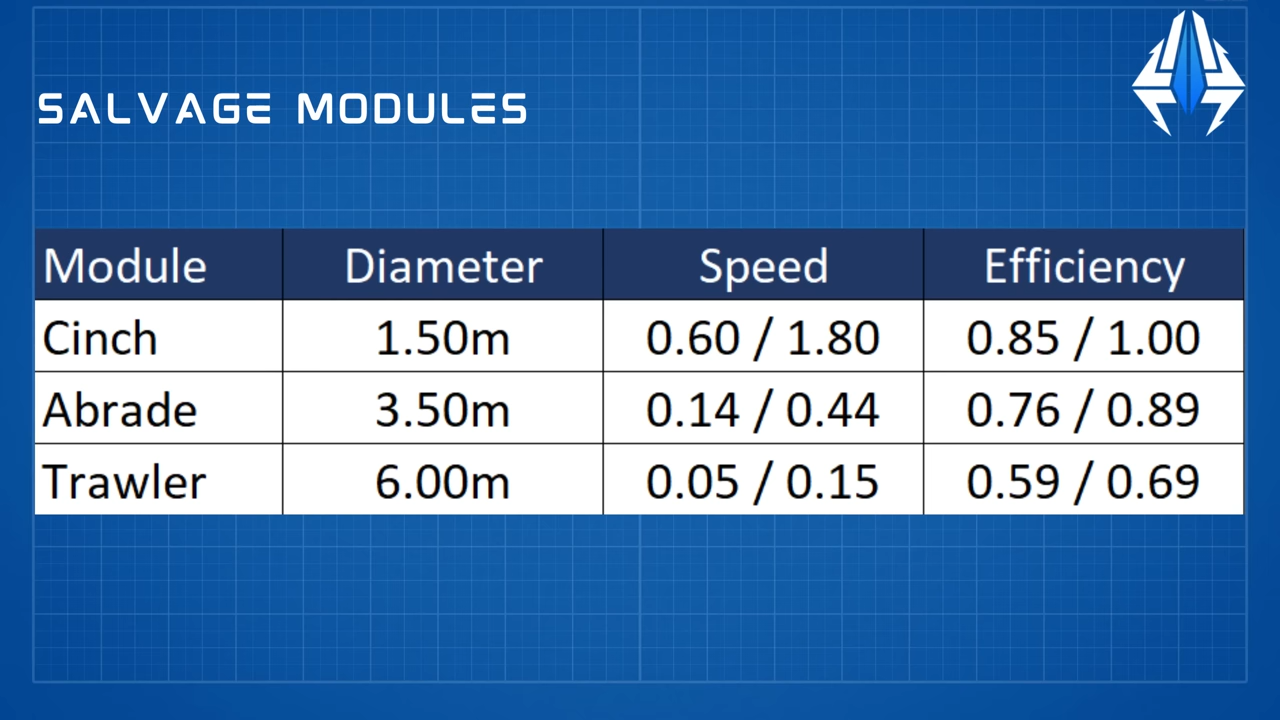 SALVAGE MODULES
Module Diameter Speed Efficiency
Cinch 1.50m 0.60 / 1.80 0.85 / 1.00
Abrade 3.50m 0.14 / 0.44 0.76 / 0.89
Trawler 6.00m 0.05 / 0.15 0.59 / 0.69